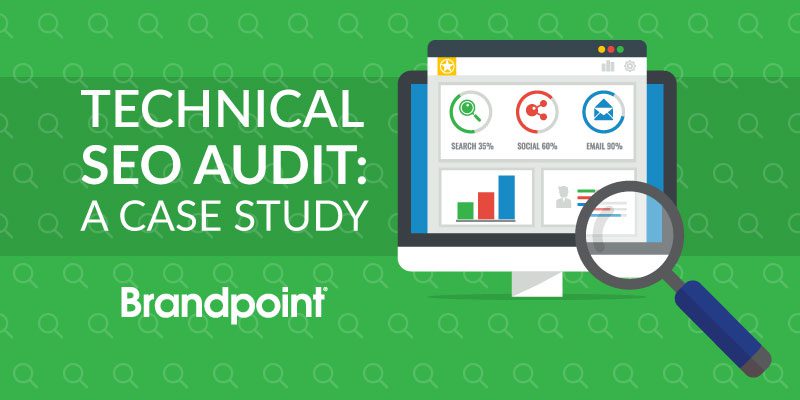 TECHNICAL
SEO AUDIT:
A CASE STUDY
Brandpoint®
SEARCH 35% SOCIAL 60% EMAIL 90%